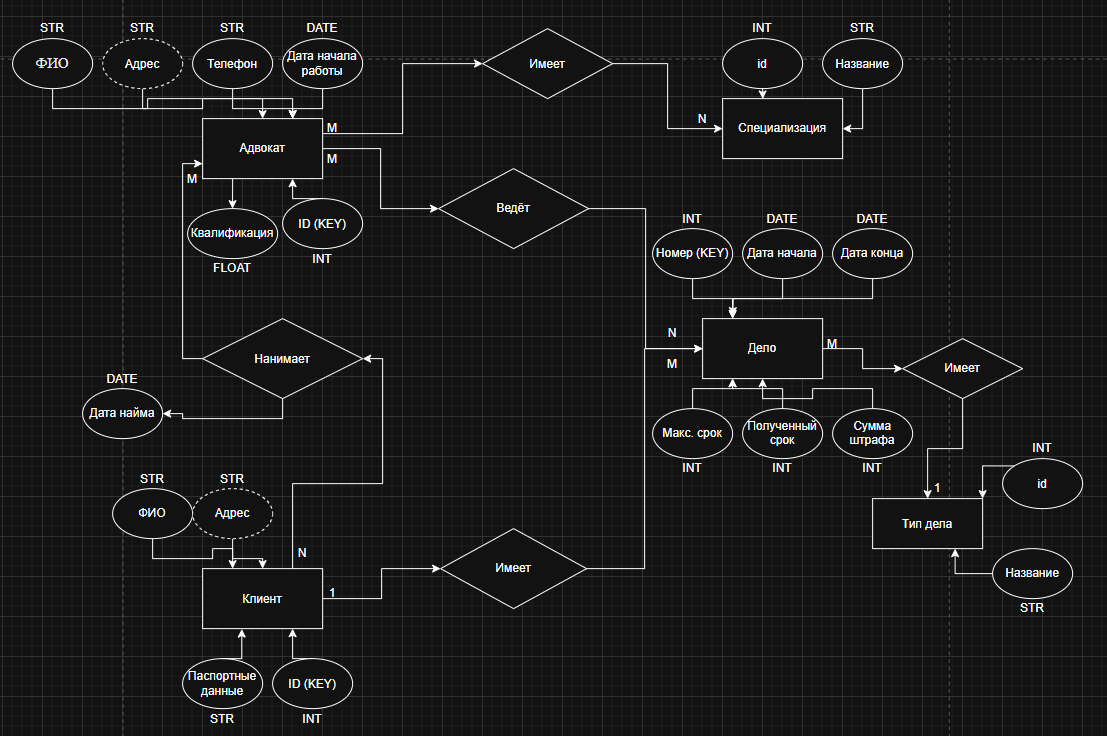 STR
STR
STR
DATE
INT
STR
ФИО
Адрес
Телефон
Дата начала
работы
Имеет
id
Название
M
N
Специализация
Адвокат
M
M
Ведёт
Квалификация
ID (KEY)
FLOAT
INT
INT
DATE
DATE
Номер (KEY)
Дата начала
Дата конца
N
Дело
M
M
Имеет
Нанимает
DATE
Дата найма
Макс. срок
Полученный
срок
Сумма
штрафа
INT
INT
INT
INT
id
1
Тип дела
Название
STR
STR
STR
ФИО
Адрес
N
Имеет
Клиент
1
Паспортные
данные
ID (KEY)
STR
INT